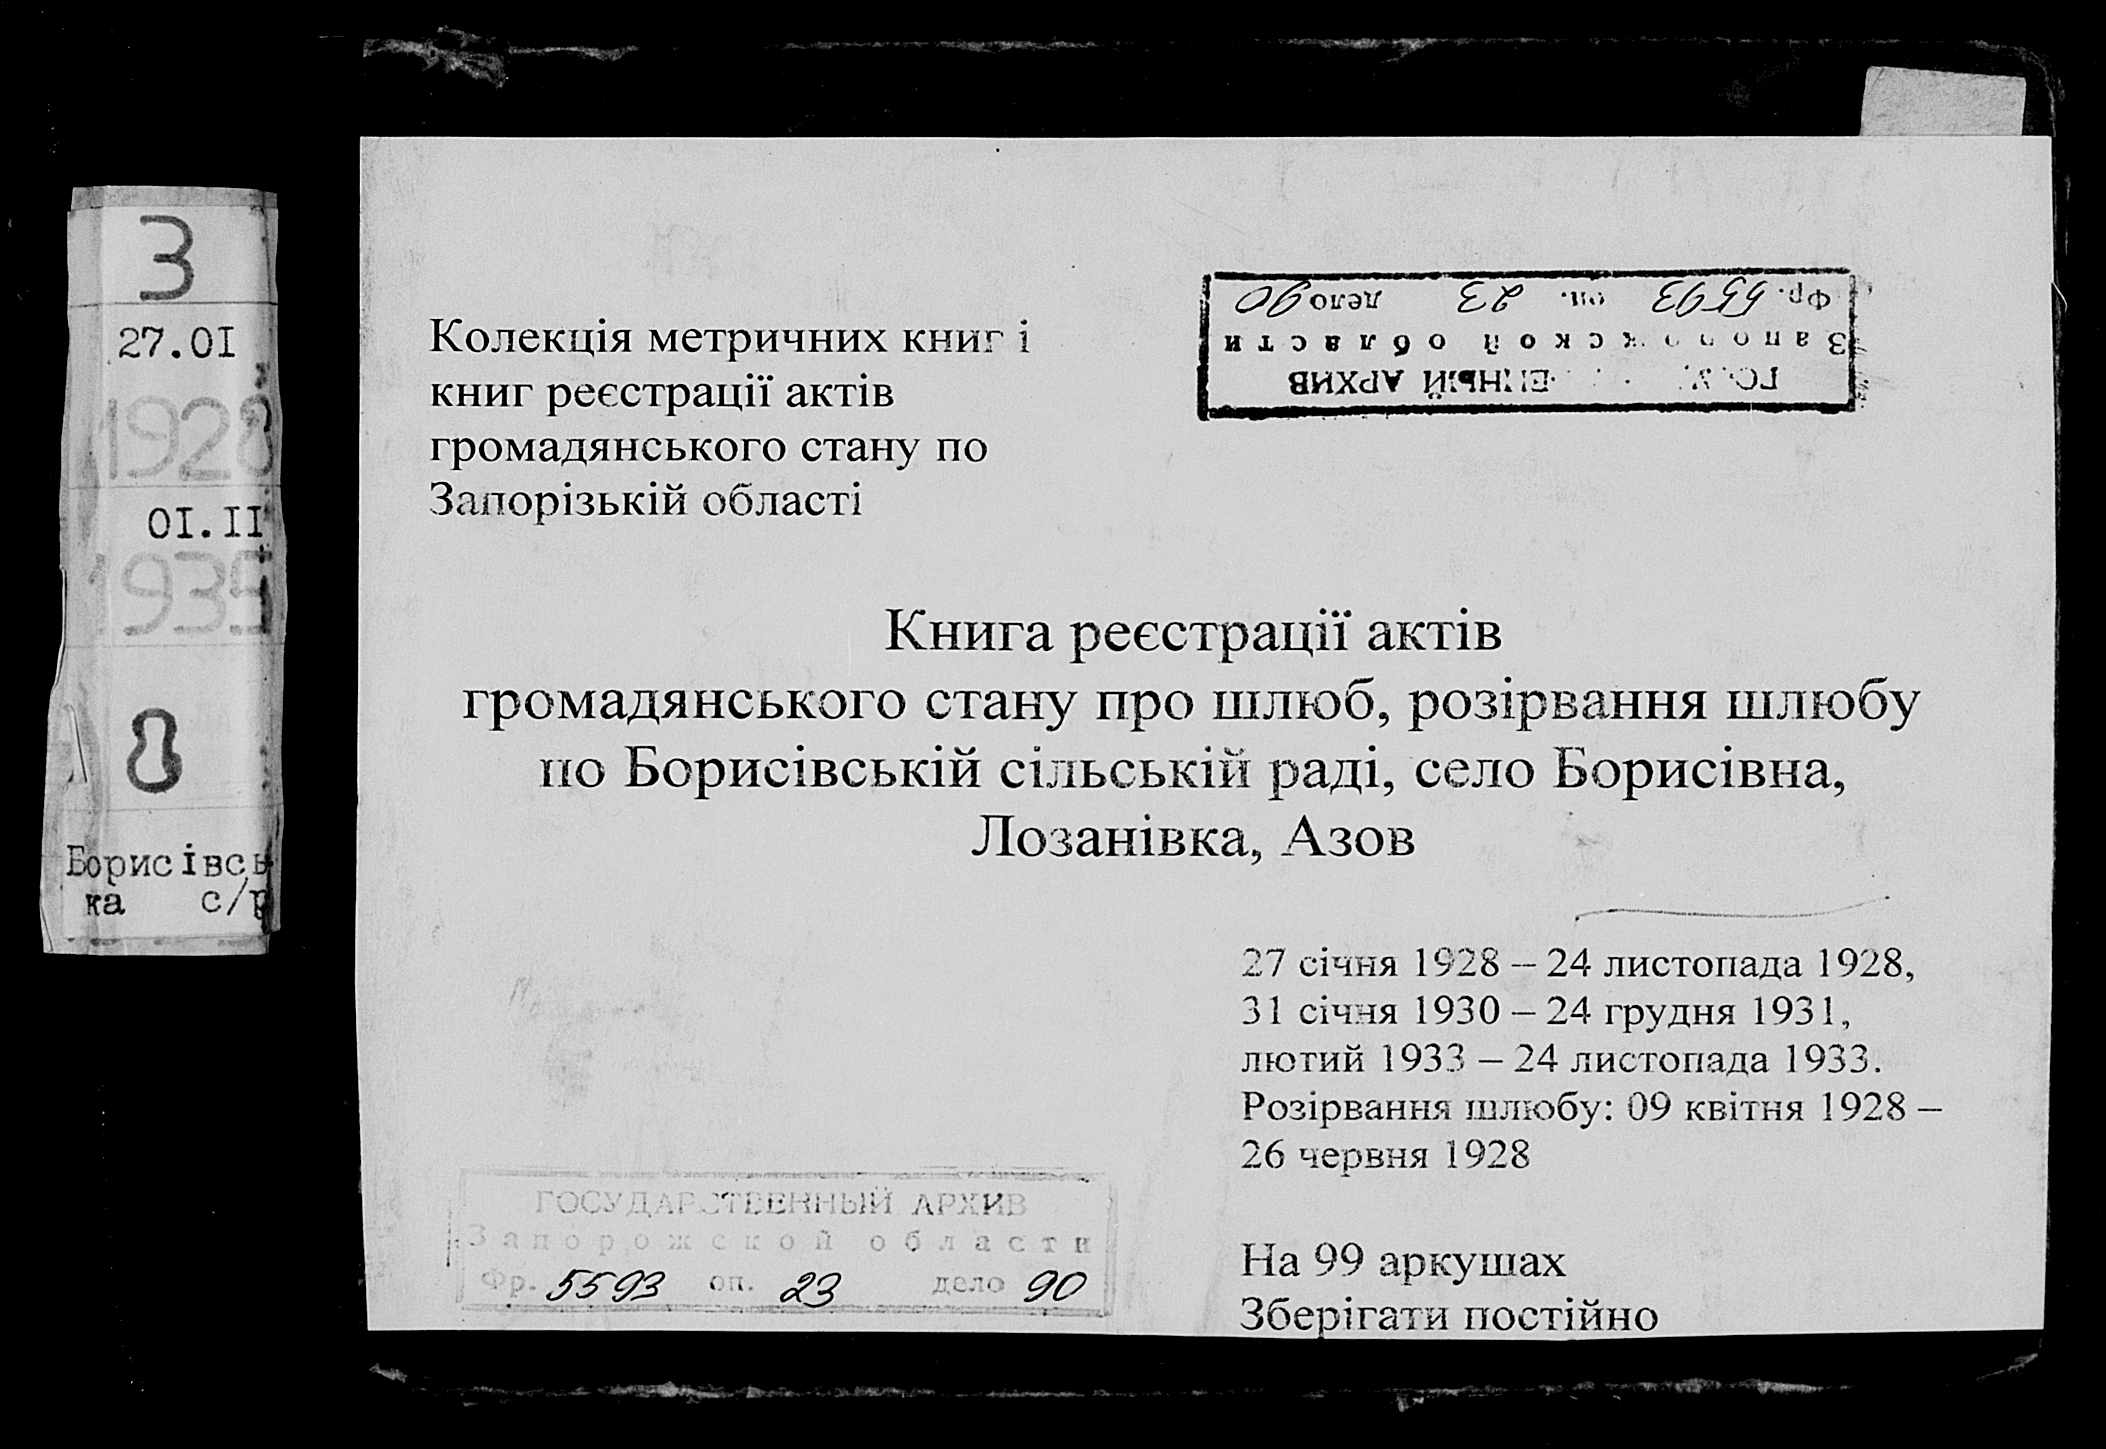 З
27.01
1928
01.11
1935
8
Борисівсь
ка с/р
Колекція метричних книг і
книг реєстрації актів
громадянського стану по
Запорізькій області
АРХИВ
Запорожской области
Фр. 5593 оп. 23 дело 90
Книга реєстрації актів
громадянського стану про шлюб, розірвання шлюбу
по Борисівській сільській раді, село Борисівна,
Лозанівка, Азов
27 січня 1928 – 24 листопада 1928,
31 січня 1930 – 24 грудня 1931,
лютий 1933 – 24 листопада 1933.
Розірвання шлюбу: 09 квітня 1928 –
26 червня 1928
ГОСУДАРСТВЕННЫЙ АРХИВ
Запорожской области
Фр. 5593 оп. 23 дело 90
На 99 аркушах
Зберігати постійно